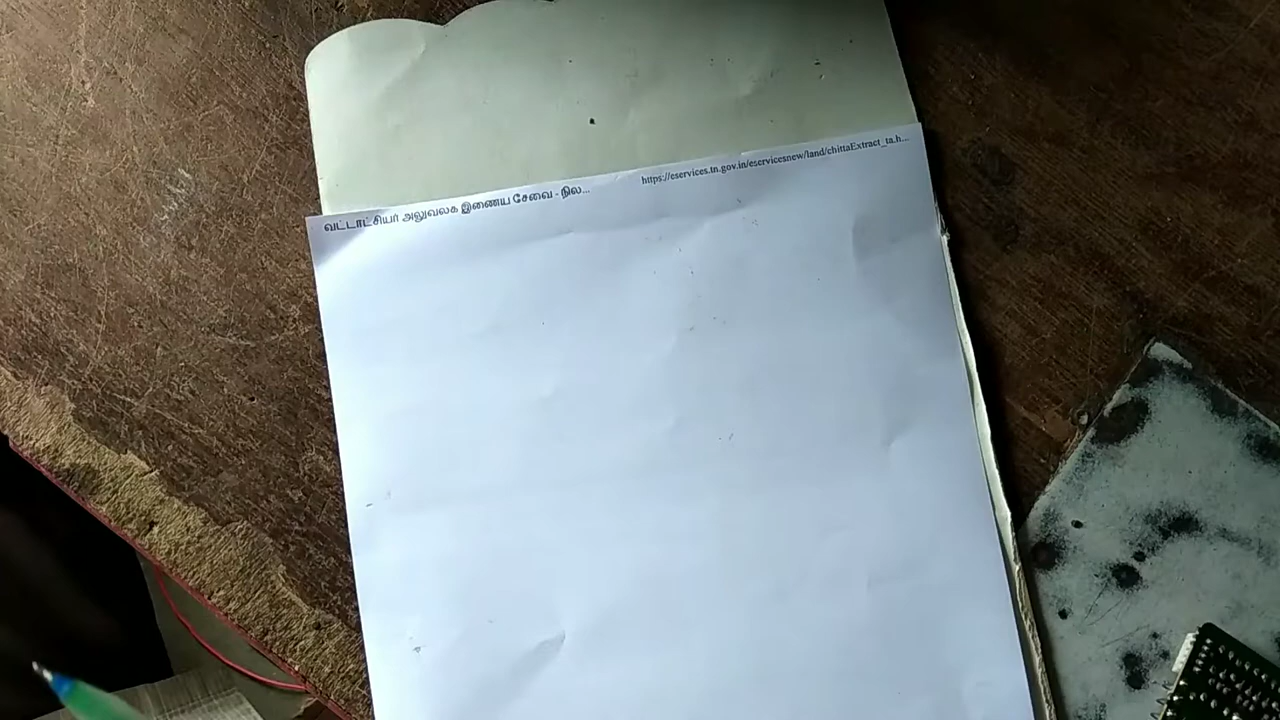 வட்டாட்சியர் அலுவலக இணைய சேவை - நில...
https://eservices.tn.gov.in/eservicesnew/land/chittaExtract_ta.h...